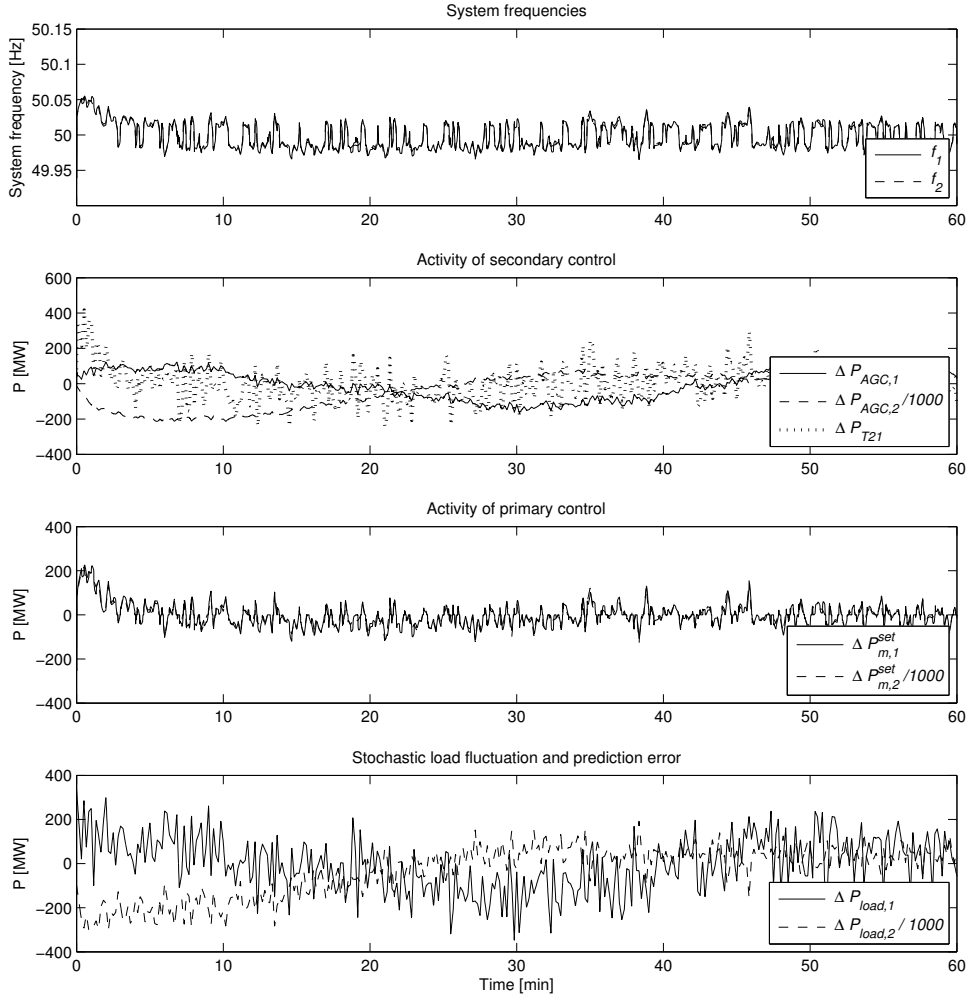 System frequencies
50.15
50.1
50.05
50
49.95
49.9
System frequency [Hz]
0 10 20 30 40 50 60
f1
f2
Activity of secondary control
600
400
200
0
−200
−400
P [MW]
0 10 20 30 40 50 60
Δ PAGC,1
Δ PAGC,2 /1000
Δ PT21
Activity of primary control
400
200
0
−200
−400
P [MW]
0 10 20 30 40 50 60
Δ Pm,1set
Δ Pm,2set /1000
Stochastic load fluctuation and prediction error
400
200
0
−200
−400
P [MW]
0 10 20 30 40 50 60
Δ Pload,1
Δ Pload,2 / 1000
Time [min]